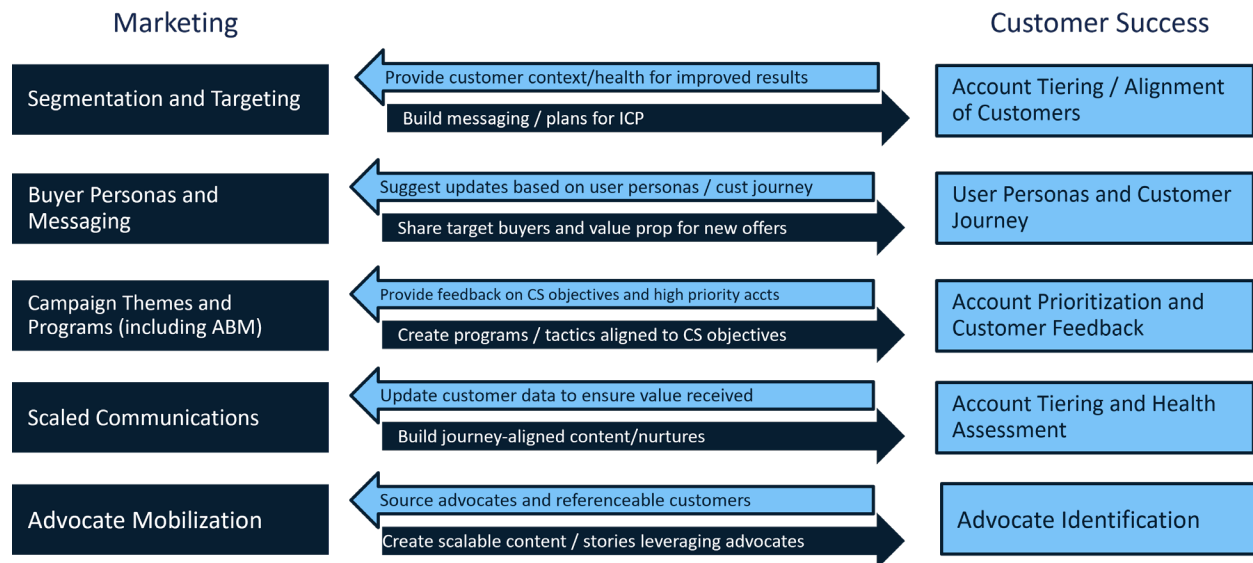 Marketing
Customer Success
Provide customer context/health for improved results
Segmentation and Targeting
Build messaging / plans for ICP
Account Tiering / Alignment
of Customers
Suggest updates based on user personas / cust journey
Buyer Personas and
Messaging
Share target buyers and value prop for new offers
User Personas and Customer
Journey
Provide feedback on CS objectives and high priority accts
Campaign Themes and
Programs (including ABM)
Create programs / tactics aligned to CS objectives
Account Prioritization and
Customer Feedback
Update customer data to ensure value received
Scaled Communications
Build journey-aligned content/nurtures
Account Tiering and Health
Assessment
Source advocates and referenceable customers
Advocate Mobilization
Create scalable content / stories leveraging advocates
Advocate Identification